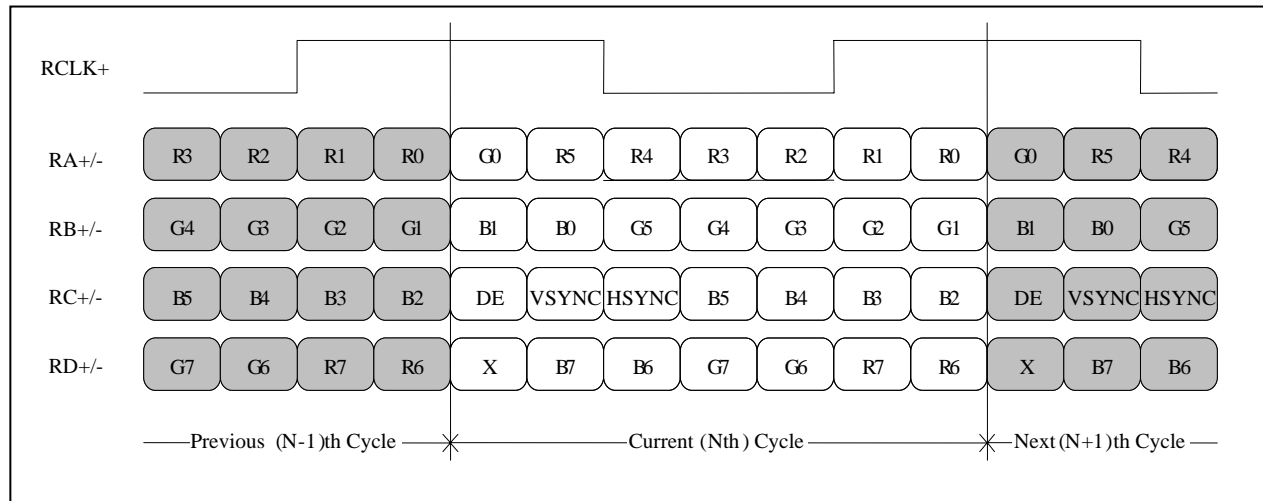 RCLK+
RA+/- R3 R2 R1 R0 G0 R5 R4 R3 R2 R1 R0 G0 R5 R4
RB+/- G4 G3 G2 G1 B1 B0 G5 G4 G3 G2 G1 B1 B0 G5
RC+/- B5 B4 B3 B2 DE VSYNC HSYNC B5 B4 B3 B2 DE VSYNC HSYNC
RD+/- G7 G6 R7 R6 X B7 B6 G7 G6 R7 R6 X B7 B6
Previous (N-1)th Cycle Current (Nth) Cycle Next (N+1)th Cycle